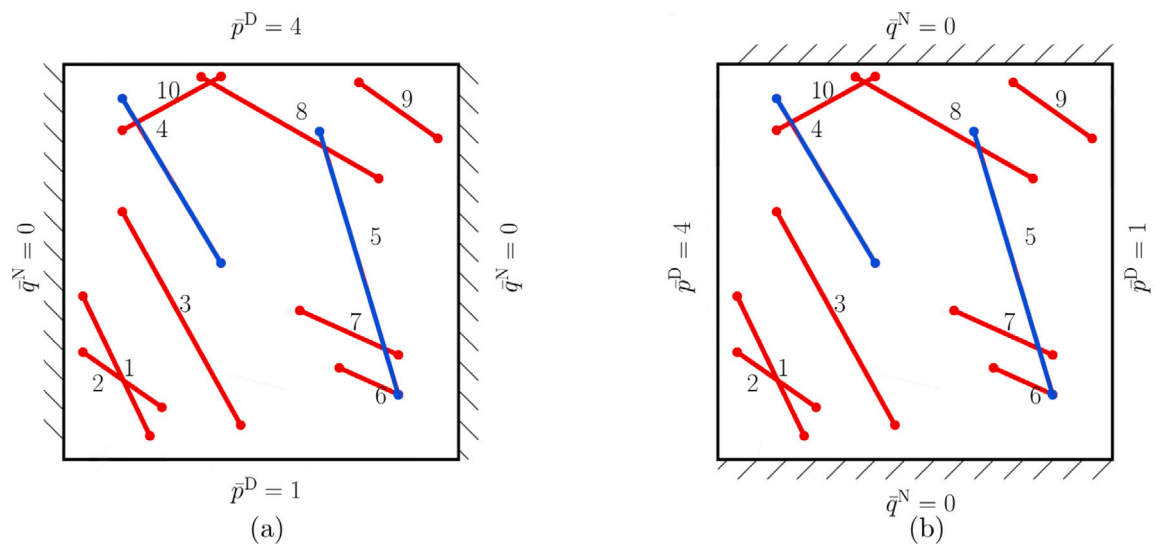 p̄ᴰ = 4
10
9
8
4
5
q̄ᴺ = 0
q̄ᴺ = 0
3
7
1
2
6
p̄ᴰ = 1
(a)
q̄ᴺ = 0
10
9
8
4
5
p̄ᴰ = 4
p̄ᴰ = 1
3
7
1
2
6
q̄ᴺ = 0
(b)